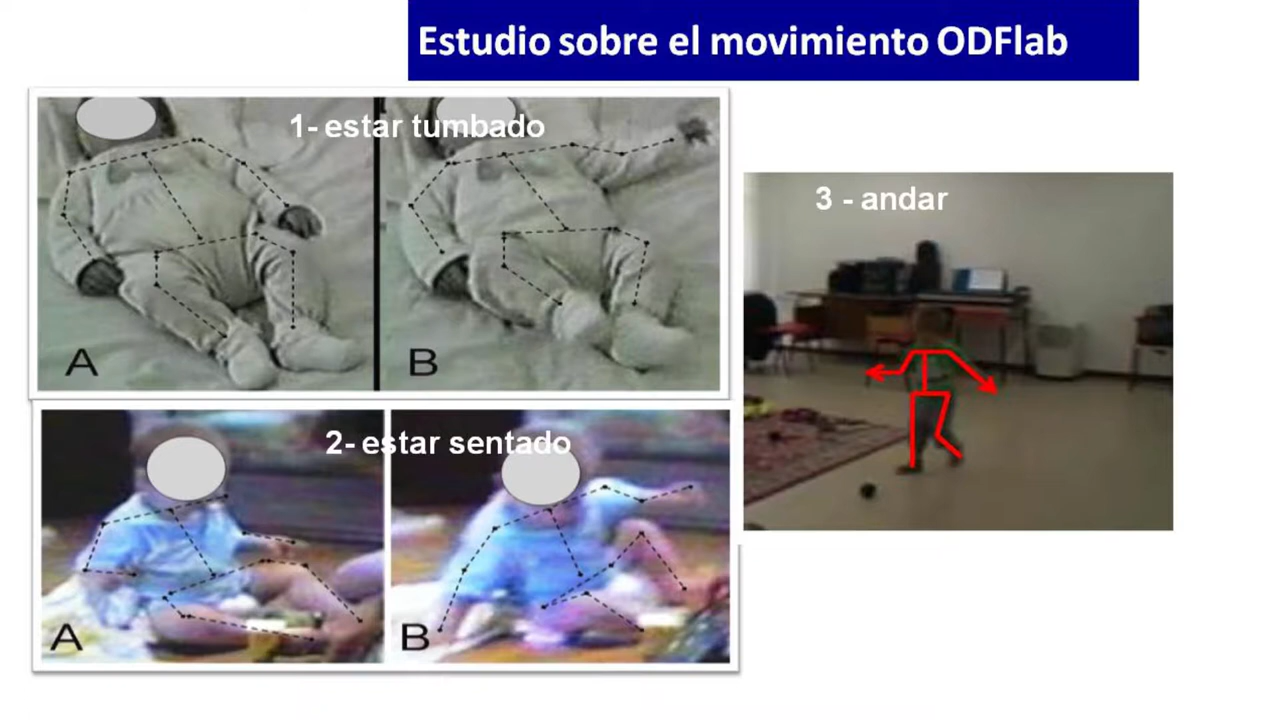 Estudio sobre el movimiento ODFlab
1- estar tumbado
A
B
3 - andar
2- estar sentado
A
B